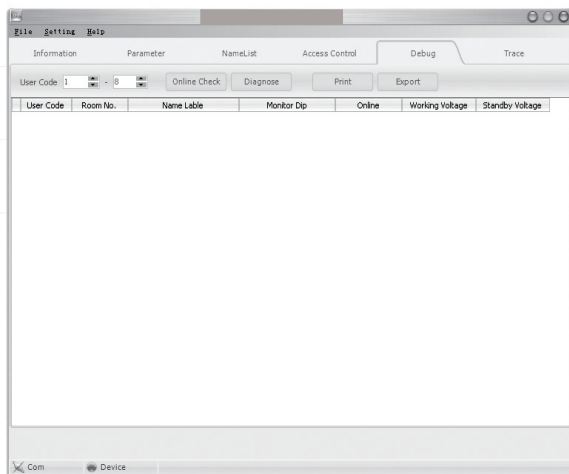 File Setting Help
Information Parameter NameList Access Control Debug Trace
User Code 1 - 8 Online Check Diagnose Print Export
User Code Room No. Name Lable Monitor Dip Online Working Voltage Standby Voltage
Com Device